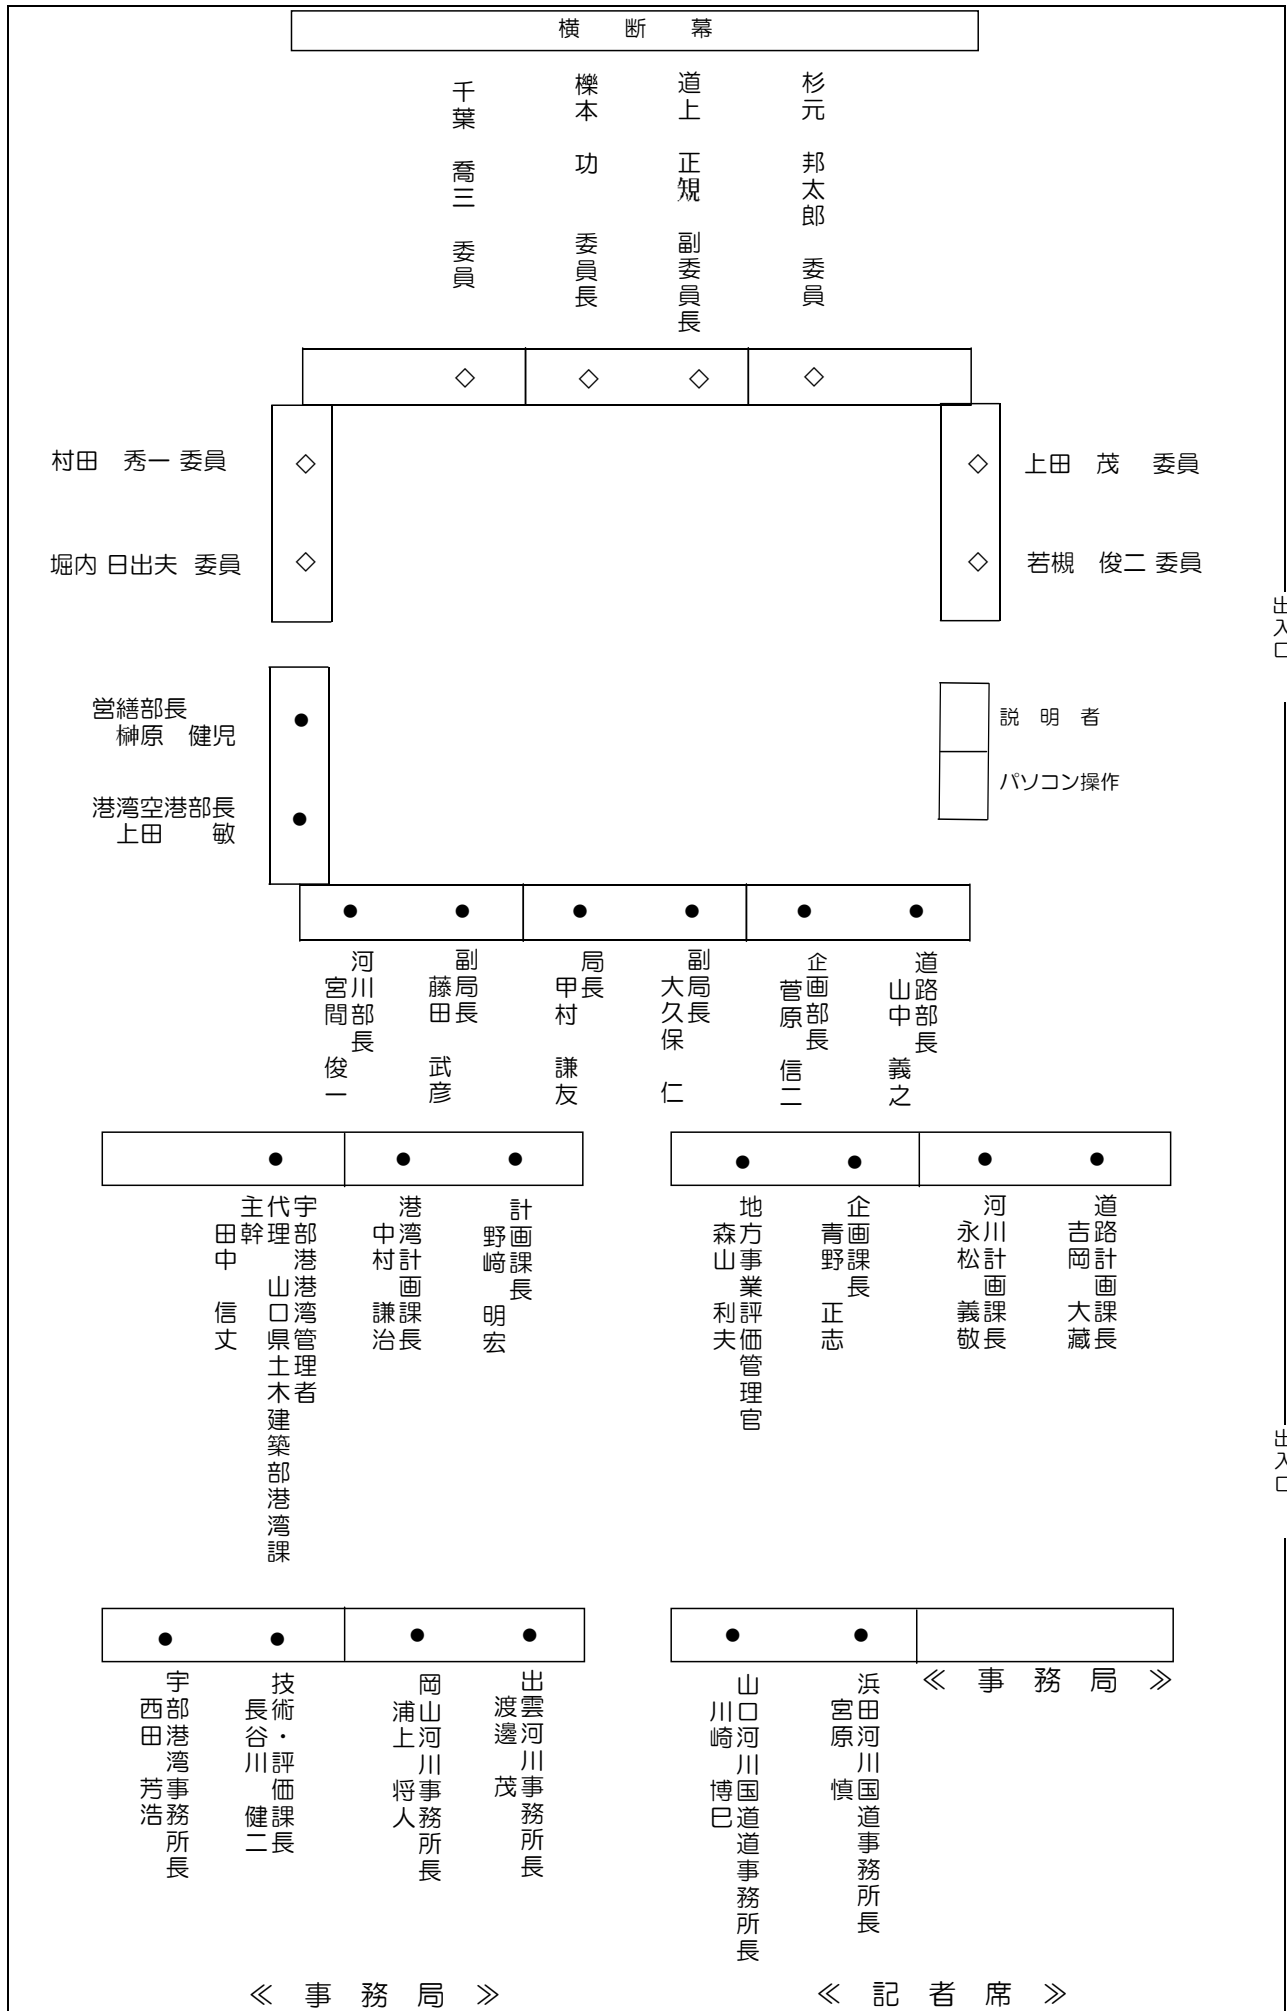 横　断　幕
千葉　喬三　委員
櫟本　功　　委員長
道上　正䂓　副委員長
杉元　邦太郎　委員
村田　秀一 委員
堀内 日出夫 委員
上田　茂　委員
若槻　俊二 委員
出入口
営繕部長
榊原　健児
港湾空港部長
上田　　敏
説　明　者
パソコン操作
河川部長
宮間　俊一
副局長
藤田　武彦
局長
甲村　謙友
副局長
大久保　仁
企画部長
菅原　信二
道路部長
山中　義之
宇部港港湾管理者
代理　山口県土木建築部港湾課
主幹
田中　信丈
港湾計画課長
中村　謙治
計画課長
野﨑　明宏
地方事業評価管理官
森山　利夫
企画課長
青野　正志
河川計画課長
永松　義敬
道路計画課長
吉岡　大藏
出入口
宇部港湾事務所長
西田　芳浩
技術・評価課長
長谷川　健二
岡山河川事務所長
浦上　将人
出雲河川事務所長
渡邊　茂
山口河川国道道事務所長
川崎　博巳
浜田河川国道事務所長
宮原　慎
≪　事　務　局　≫
≪　事　務　局　≫
≪　記　者　席　≫